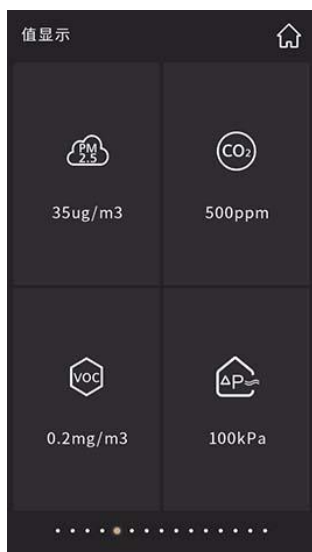 值显示
PM
2.5
CO₂
35ug/m3
500ppm
VOC
ΔP
0.2mg/m3
100kPa